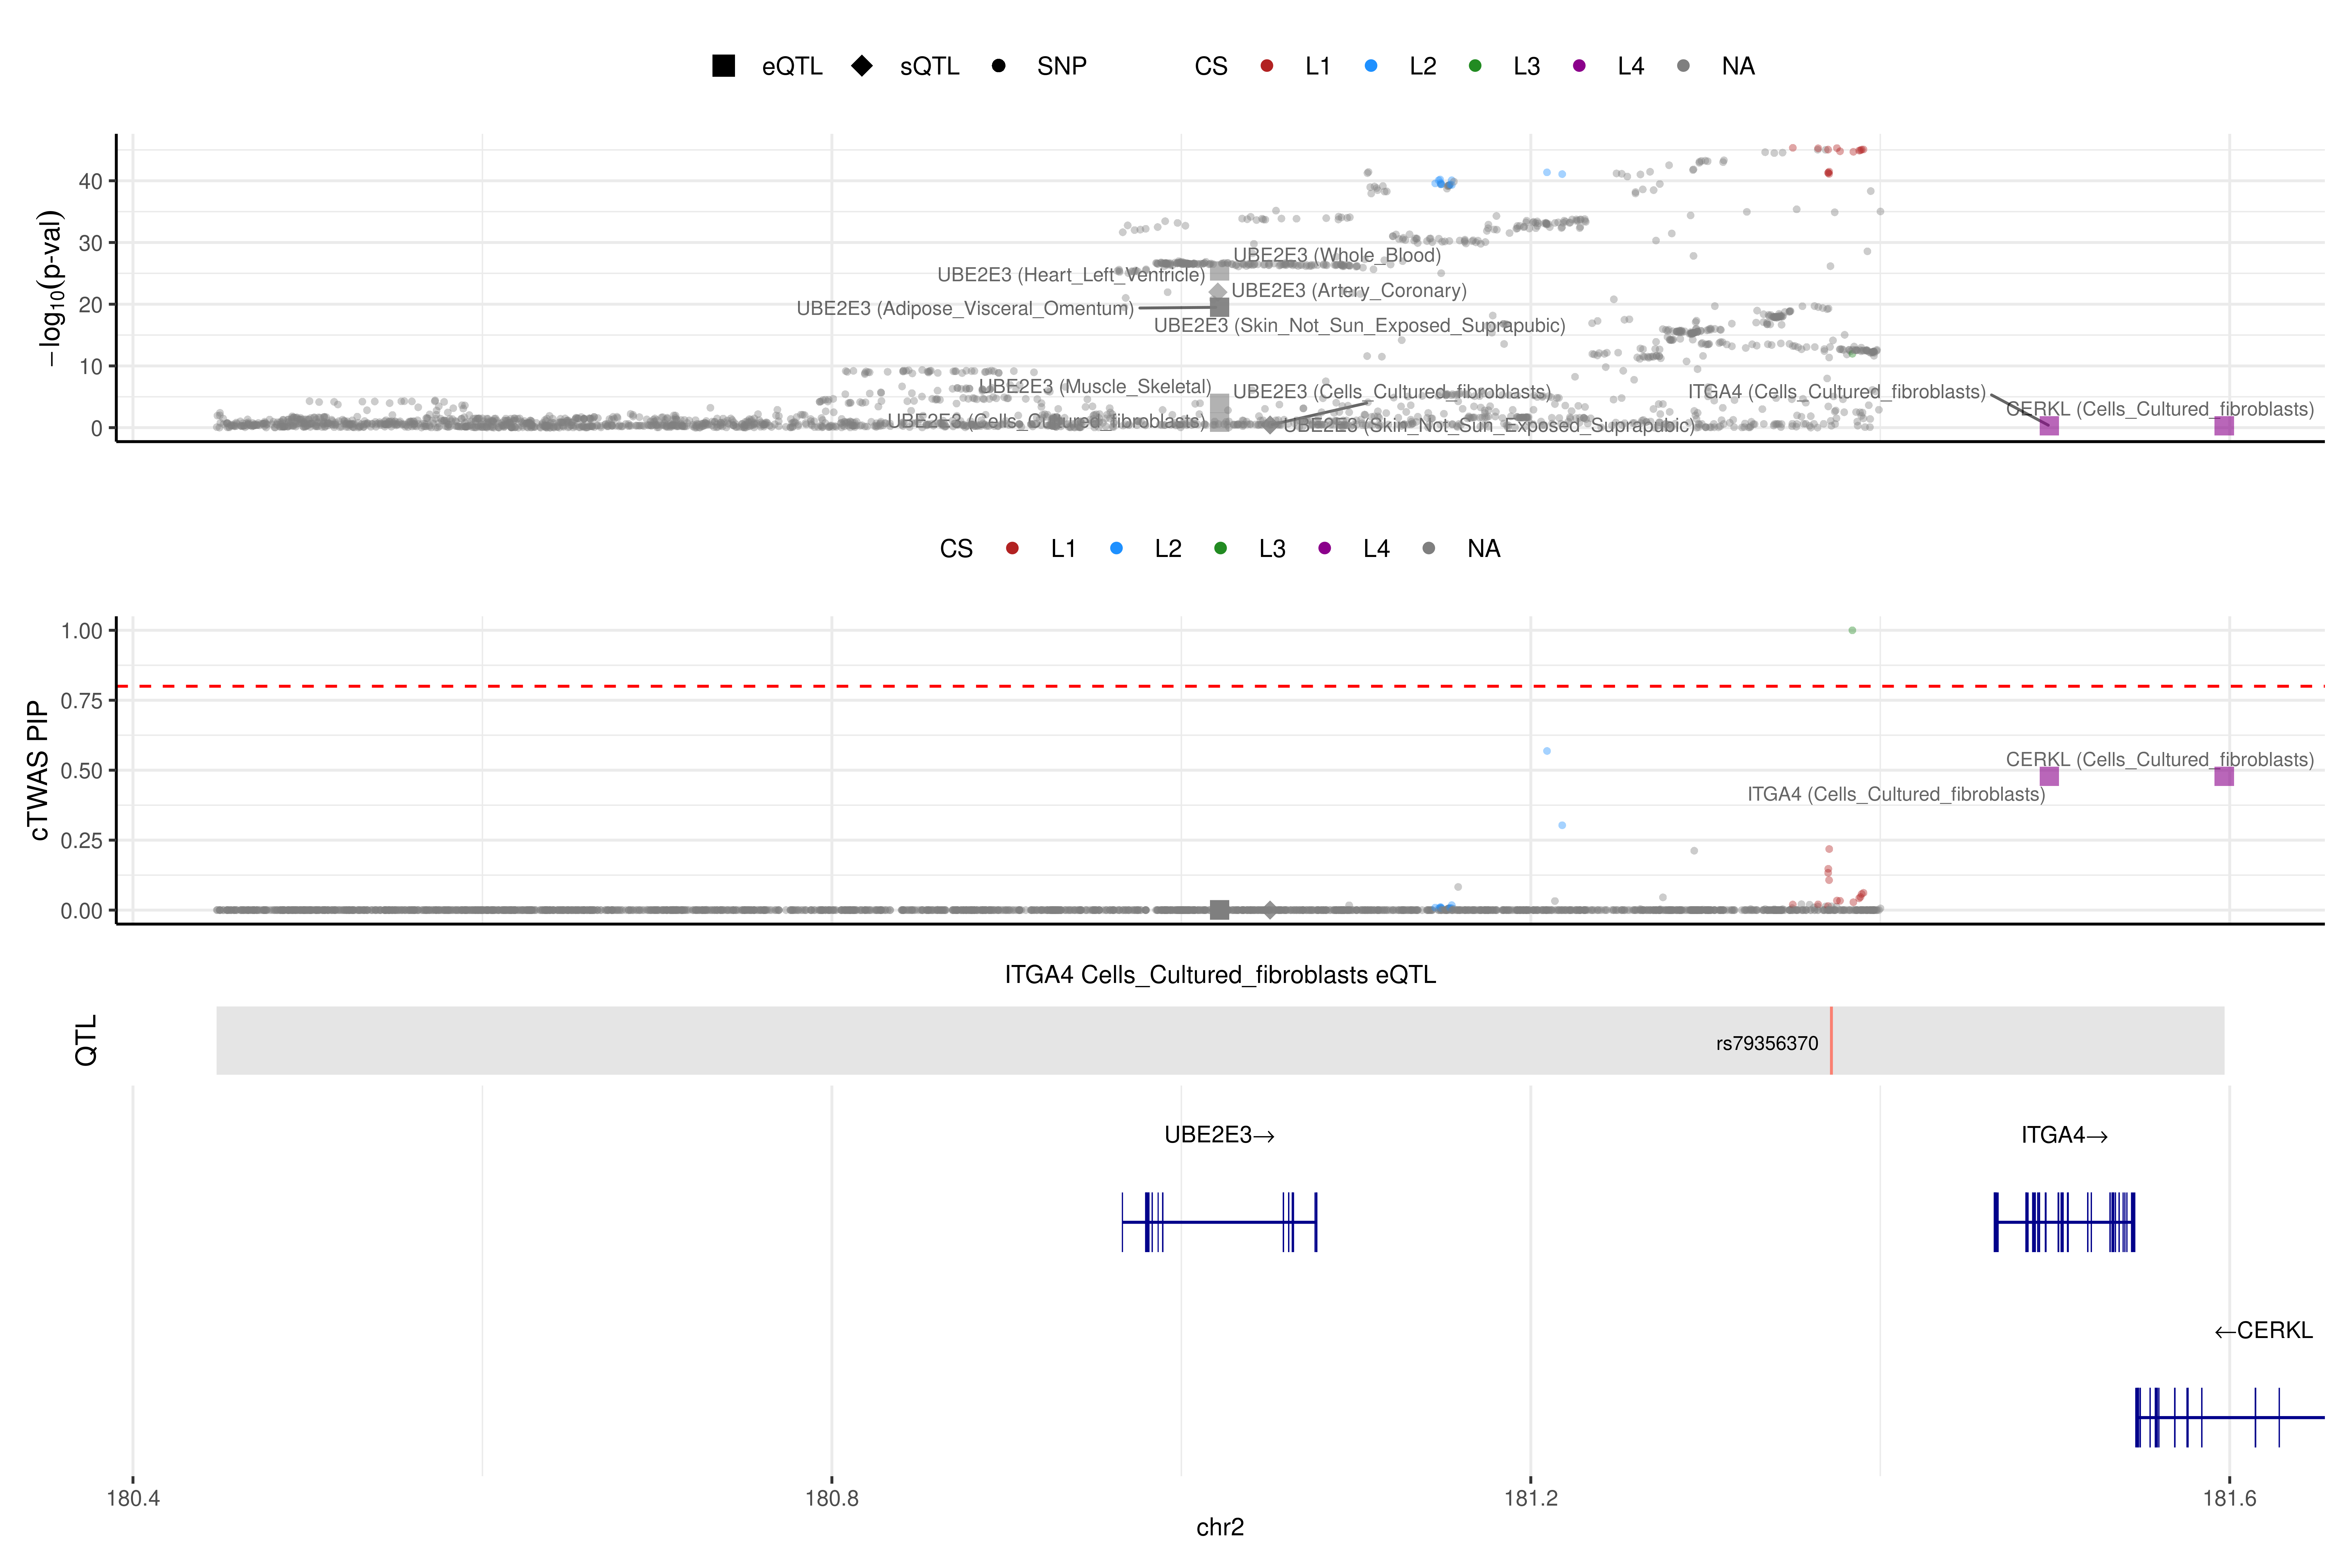 eQTL sQTL SNP CS L1 L2 L3 L4 NA
−log10(p-val)
40
30
20
10
0
UBE2E3 (Whole_Blood)
UBE2E3 (Heart_Left_Ventricle)
UBE2E3 (Artery_Coronary)
UBE2E3 (Adipose_Visceral_Omentum)
UBE2E3 (Skin_Not_Sun_Exposed_Suprapubic)
UBE2E3 (Muscle_Skeletal)
UBE2E3 (Cells_Cultured_fibroblasts)
ITGA4 (Cells_Cultured_fibroblasts)
CERKL (Cells_Cultured_fibroblasts)
UBE2E3 (Cells_Cultured_fibroblasts)
UBE2E3 (Skin_Not_Sun_Exposed_Suprapubic)
CS L1 L2 L3 L4 NA
cTWAS PIP
1.00
0.75
0.50
0.25
0.00
CERKL (Cells_Cultured_fibroblasts)
ITGA4 (Cells_Cultured_fibroblasts)
ITGA4 Cells_Cultured_fibroblasts eQTL
QTL
rs79356370
UBE2E3→
ITGA4→
←CERKL
180.4 180.8 181.2 181.6
chr2